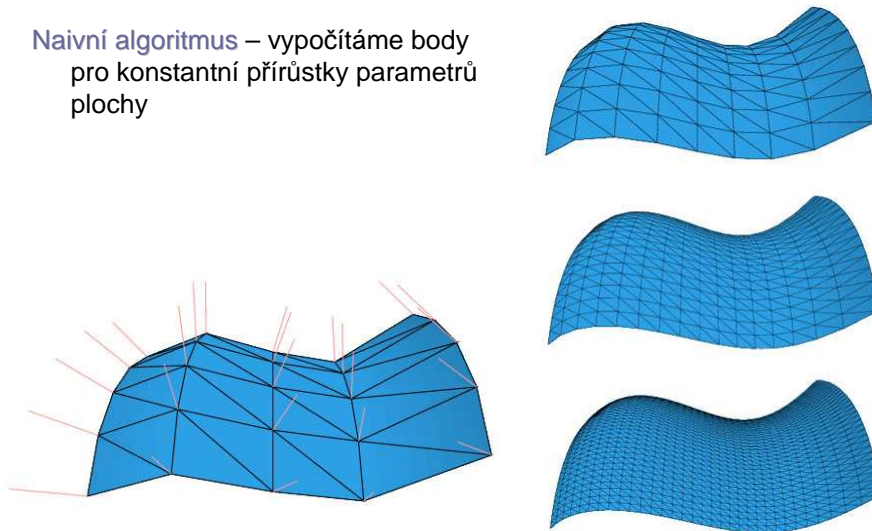 Naivní algoritmus – vypočítáme body
pro konstantní přírůstky parametrů
plochy